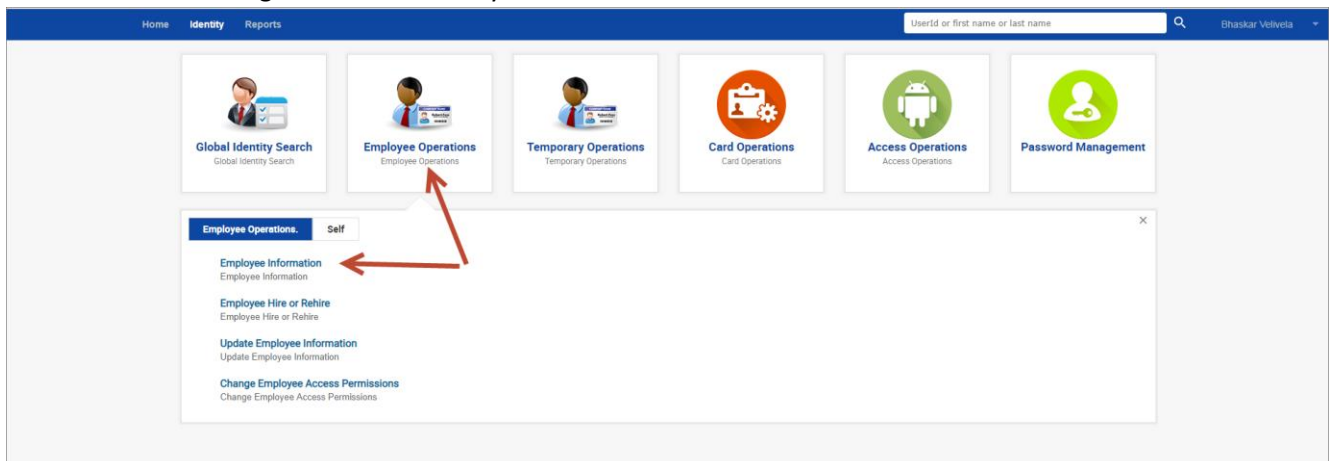 Home Identity Reports UserId or first name or last name Bhaskar Velivela
Global Identity Search
Global Identity Search
Employee Operations
Employee Operations
Temporary Operations
Temporary Operations
Card Operations
Card Operations
Access Operations
Access Operations
Password Management
Employee Operations. Self
Employee Information
Employee Information
Employee Hire or Rehire
Employee Hire or Rehire
Update Employee Information
Update Employee Information
Change Employee Access Permissions
Change Employee Access Permissions